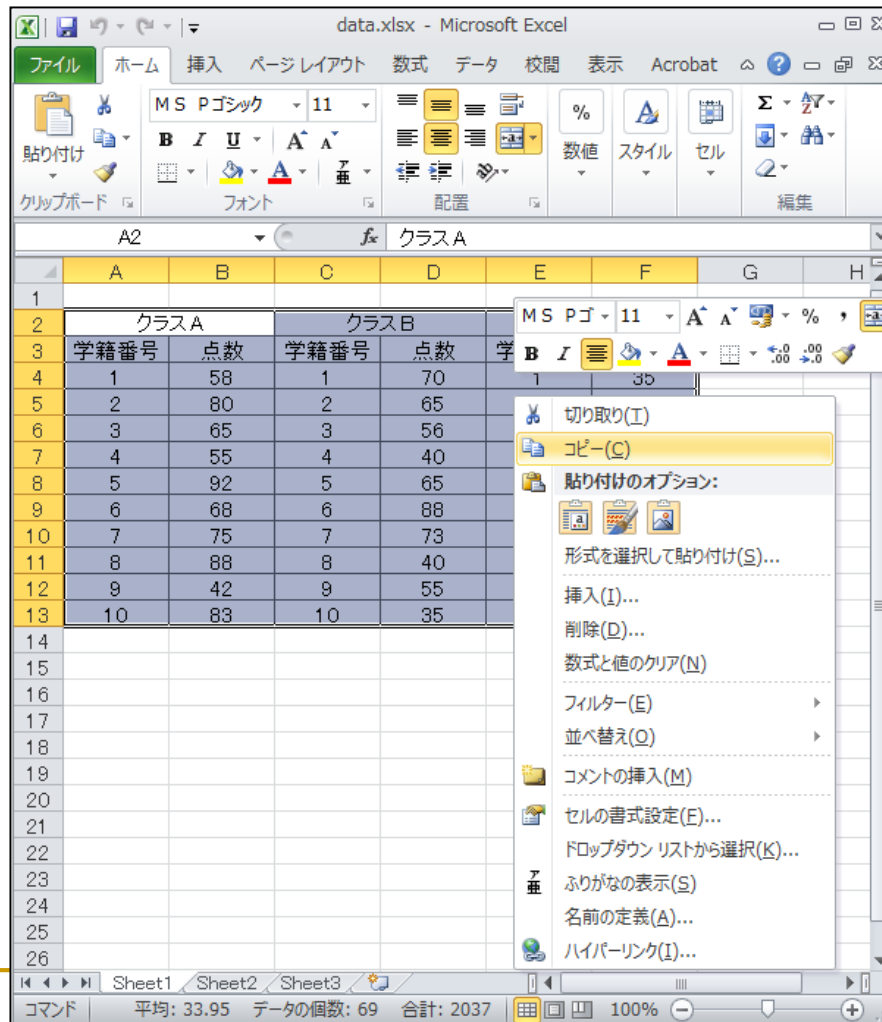 data.xlsx - Microsoft Excel
ファイル ホーム 挿入 ページ レイアウト 数式 データ 校閲 表示 Acrobat
貼り付け
MS Pゴシック 11
B I U A A
A ア亜
% 数値
A スタイル
セル
Σ
クリップボード フォント 配置 編集
A2 fx クラスA
A B C D E F G H
1
2 クラスA クラスB
3 学籍番号 点数 学籍番号 点数 学
4 1 58 1 70 1 35
5 2 80 2 65
6 3 65 3 56
7 4 55 4 40
8 5 92 5 65
9 6 68 6 88
10 7 75 7 73
11 8 88 8 40
12 9 42 9 55
13 10 83 10 35
14
15
16
17
18
19
20
21
22
23
24
25
26
MS Pゴ 11 A A % ,
B I A
切り取り(T)
コピー(C)
貼り付けのオプション:
形式を選択して貼り付け(S)...
挿入(I)...
削除(D)...
数式と値のクリア(N)
フィルター(E)
並べ替え(O)
コメントの挿入(M)
セルの書式設定(F)...
ドロップダウン リストから選択(K)...
ふりがなの表示(S)
名前の定義(A)...
ハイパーリンク(I)...
Sheet1 Sheet2 Sheet3
コマンド 平均: 33.95 データの個数: 69 合計: 2037 100%